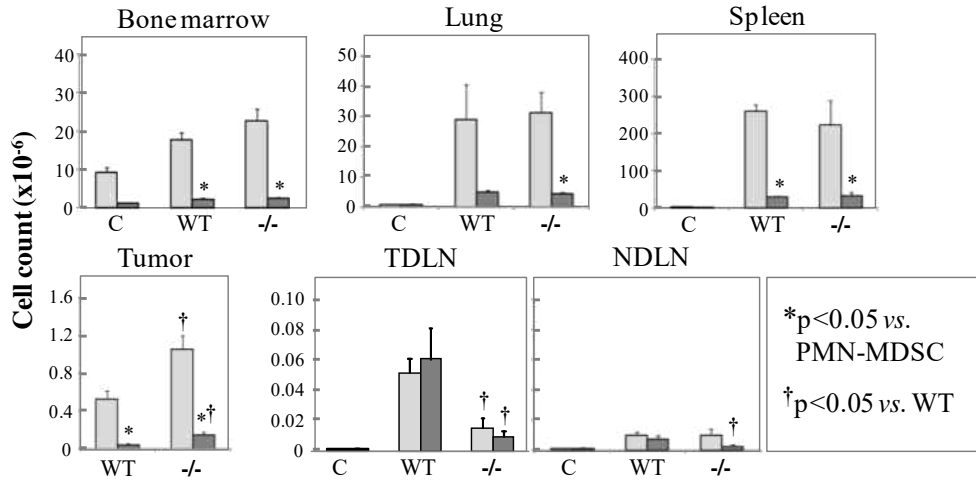 Bone marrow
Lung
Spleen
Cell count (x10⁻⁶)
40
30
20
10
0
*
*
C WT -/-
50
40
30
20
10
0
*
C WT -/-
400
300
200
100
0
*
*
C WT -/-
Tumor
TDLN
NDLN
1.6
1.2
0.8
0.4
0
†
*
*†
WT -/-
0.10
0.08
0.06
0.04
0.02
0
†
†
C WT -/-
†
C WT -/-
*p<0.05 vs.
PMN-MDSC
†p<0.05 vs. WT